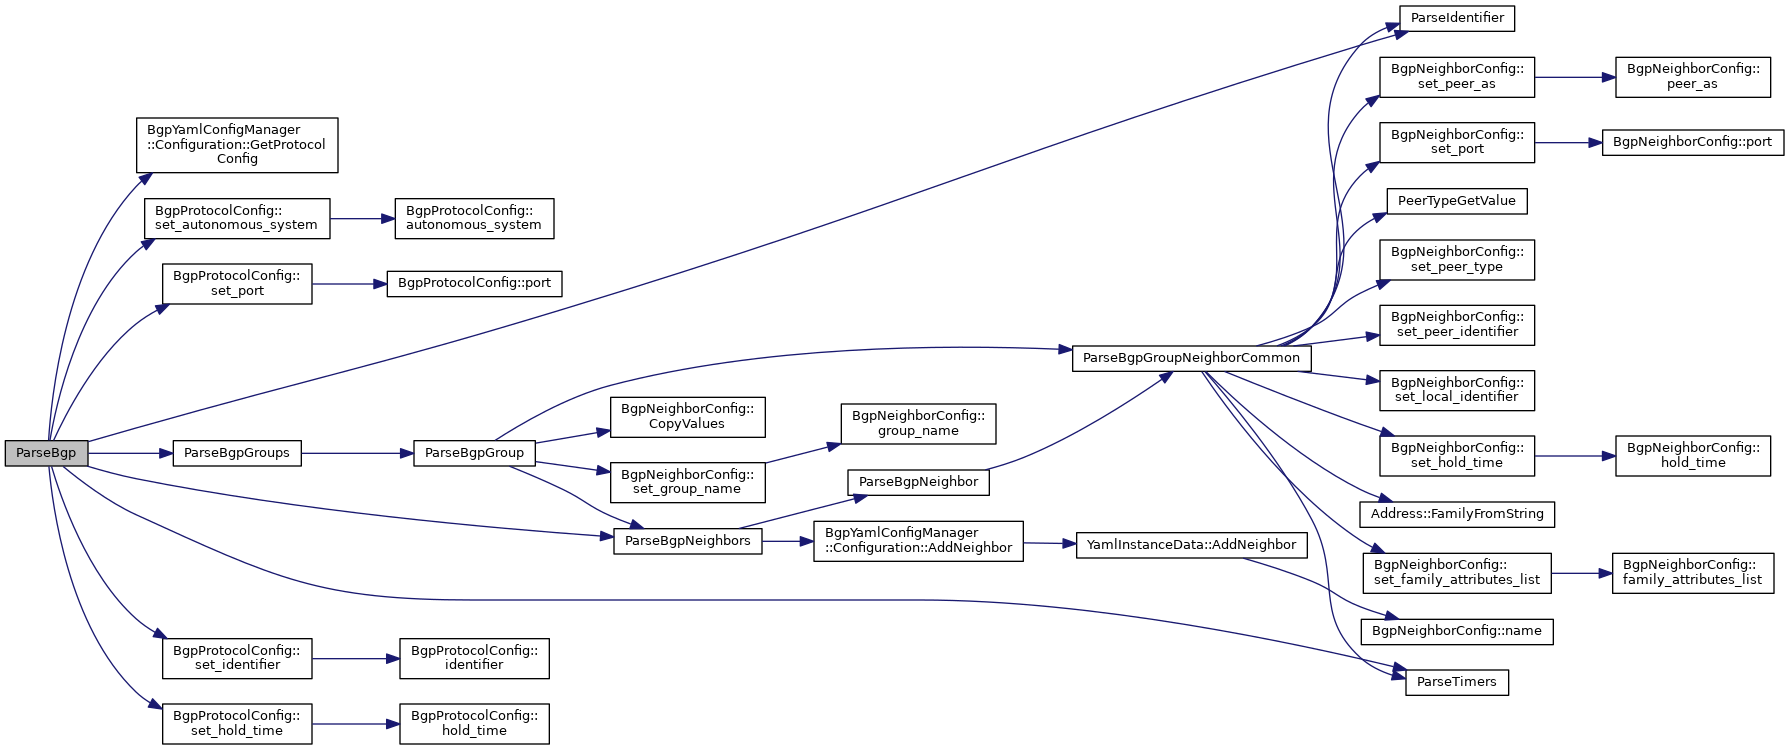 ParseBgp
BgpYamlConfigManager
::Configuration::GetProtocol
Config
BgpProtocolConfig::
set_autonomous_system
BgpProtocolConfig::
autonomous_system
BgpProtocolConfig::
set_port
BgpProtocolConfig::port
ParseIdentifier
ParseBgpGroups
ParseBgpGroup
ParseBgpGroupNeighborCommon
BgpNeighborConfig::
set_peer_as
BgpNeighborConfig::
peer_as
BgpNeighborConfig::
set_port
BgpNeighborConfig::port
PeerTypeGetValue
BgpNeighborConfig::
set_peer_type
BgpNeighborConfig::
set_peer_identifier
BgpNeighborConfig::
set_local_identifier
BgpNeighborConfig::
set_hold_time
BgpNeighborConfig::
hold_time
Address::FamilyFromString
BgpNeighborConfig::
set_family_attributes_list
BgpNeighborConfig::
family_attributes_list
ParseTimers
BgpNeighborConfig::
CopyValues
BgpNeighborConfig::
set_group_name
BgpNeighborConfig::
group_name
ParseBgpNeighbors
ParseBgpNeighbor
BgpYamlConfigManager
::Configuration::AddNeighbor
YamlInstanceData::AddNeighbor
BgpNeighborConfig::name
BgpProtocolConfig::
set_identifier
BgpProtocolConfig::
identifier
BgpProtocolConfig::
set_hold_time
BgpProtocolConfig::
hold_time